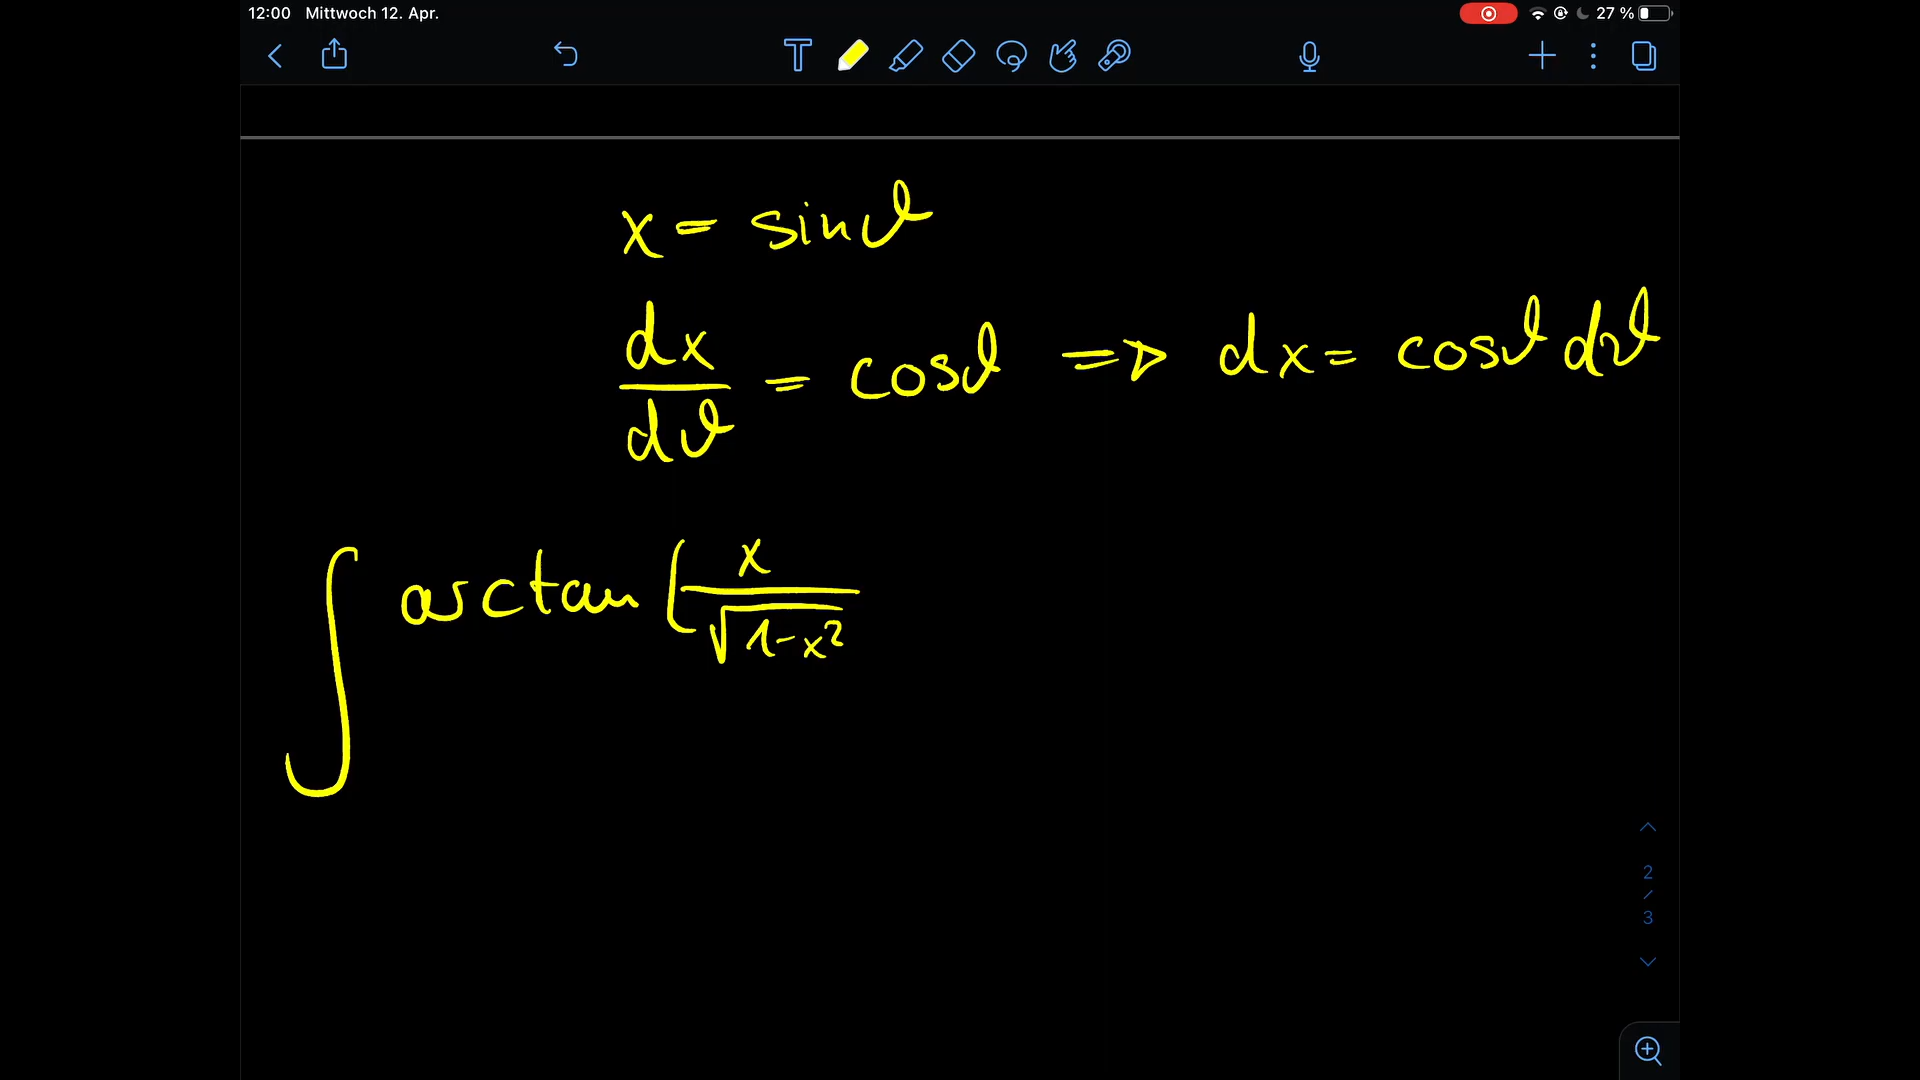 12:00 Mittwoch 12. Apr. 27 %
T
x = sinϑ
dx/dϑ = cosϑ => dx = cosϑ dϑ
∫ arctan (x/√1-x²
2
/
3